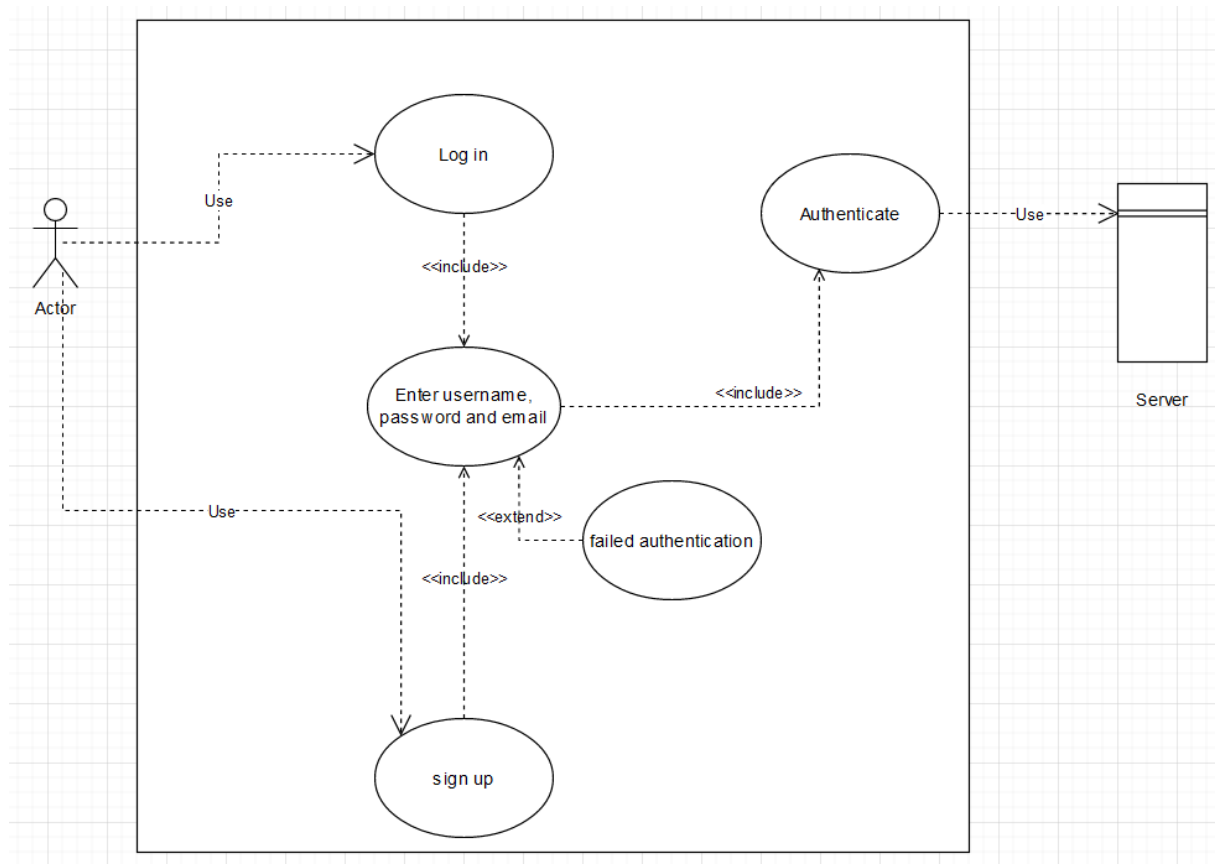 Log in
Use
Authenticate
Use
Actor
<<include>>
Enter username,
password and email
<<include>>
Server
Use
<<extend>>
failed authentication
<<include>>
sign up